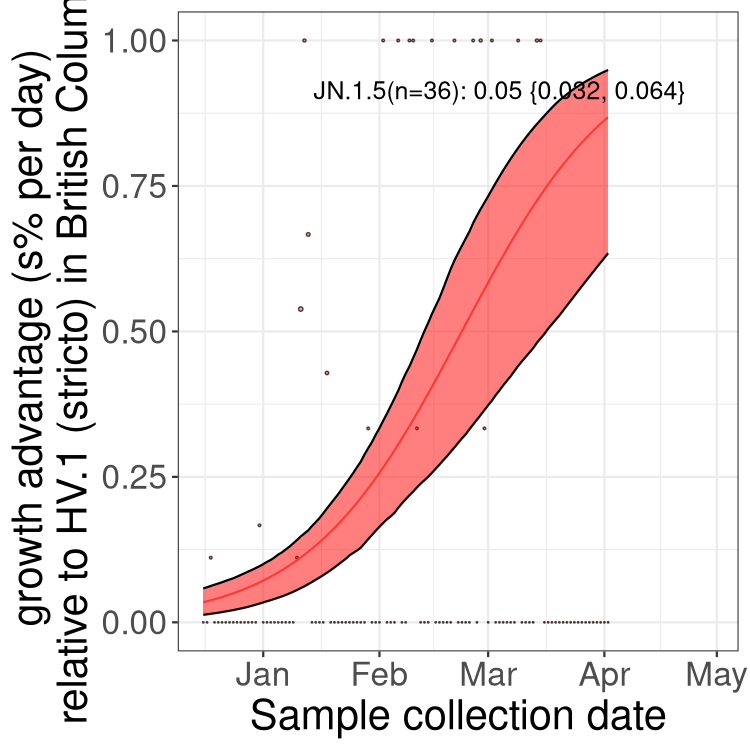 growth advantage (s% per day)
relative to HV.1 (stricto) in British Colum
1.00
0.75
0.50
0.25
0.00
JN.1.5(n=36): 0.05 {0.032, 0.064}
Jan Feb Mar Apr May
Sample collection date